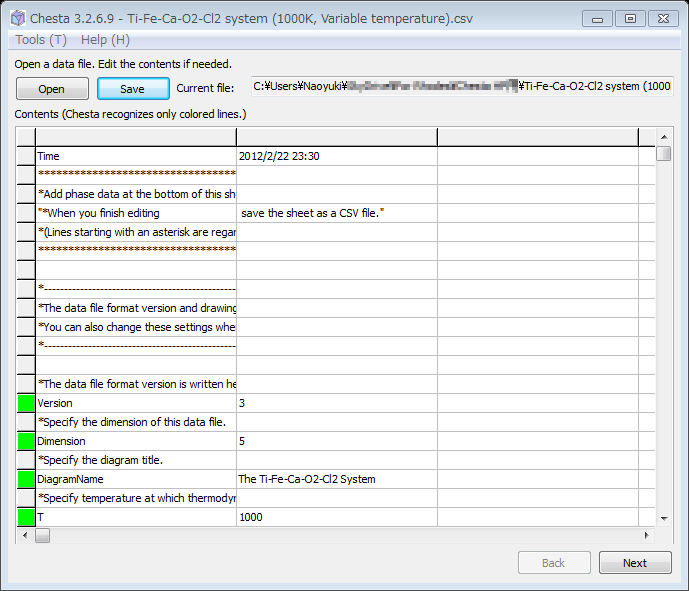 Chesta 3.2.6.9 - Ti-Fe-Ca-O2-Cl2 system (1000K, Variable temperature).csv
Tools (T) Help (H)
Open a data file. Edit the contents if needed.
Open Save Current file: C:¥Users¥Naoyuki¥ ¥Ti-Fe-Ca-O2-Cl2 system (1000
Contents (Chesta recognizes only colored lines.)
Time 2012/2/22 23:30
**********************************
*Add phase data at the bottom of this sh
"*When you finish editing save the sheet as a CSV file."
*(Lines starting with an asterisk are regar
**********************************
*------------------------------------------
*The data file format version and drawing
*You can also change these settings whe
*------------------------------------------
*The data file format version is written he
Version 3
*Specify the dimension of this data file.
Dimension 5
*Specify the diagram title.
DiagramName The Ti-Fe-Ca-O2-Cl2 System
*Specify temperature at which thermodyn
T 1000
Back Next